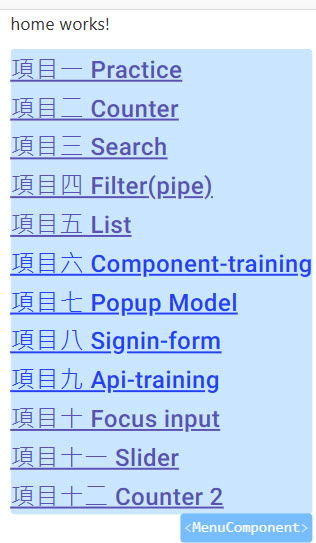 home works!
項目一 Practice
項目二 Counter
項目三 Search
項目四 Filter(pipe)
項目五 List
項目六 Component-training
項目七 Popup Model
項目八 Signin-form
項目九 Api-training
項目十 Focus input
項目十一 Slider
項目十二 Counter 2
<MenuComponent>